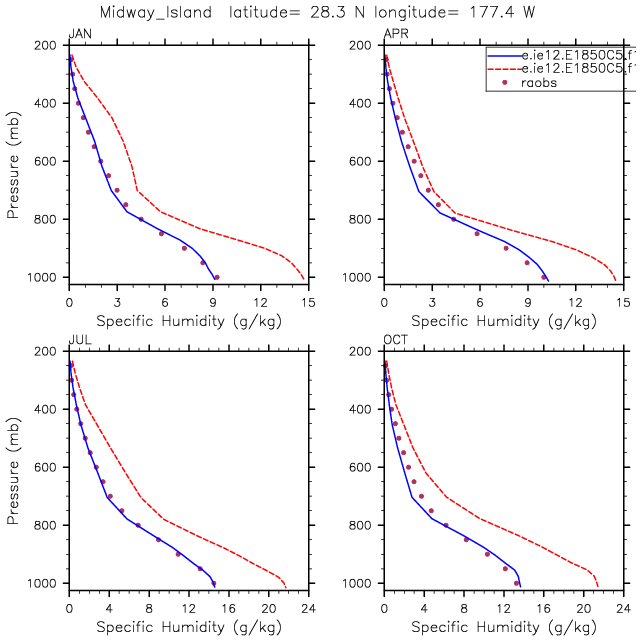 Midway_Island latitude= 28.3 N longitude= 177.4 W
JAN
200
400
600
800
1000
Pressure (mb)
0 3 6 9 12 15
Specific Humidity (g/kg)
APR
e.ie12.E1850C5.f1
e.ie12.E1850C5.f1
raobs
200
400
600
800
1000
0 3 6 9 12 15
Specific Humidity (g/kg)
JUL
200
400
600
800
1000
Pressure (mb)
0 4 8 12 16 20 24
Specific Humidity (g/kg)
OCT
200
400
600
800
1000
0 4 8 12 16 20 24
Specific Humidity (g/kg)